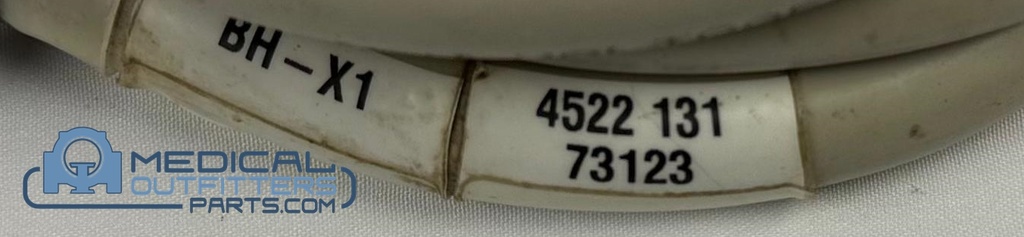 BH-X1
4522 131
73123
MEDICAL
OUTFITTERS
PARTS.COM